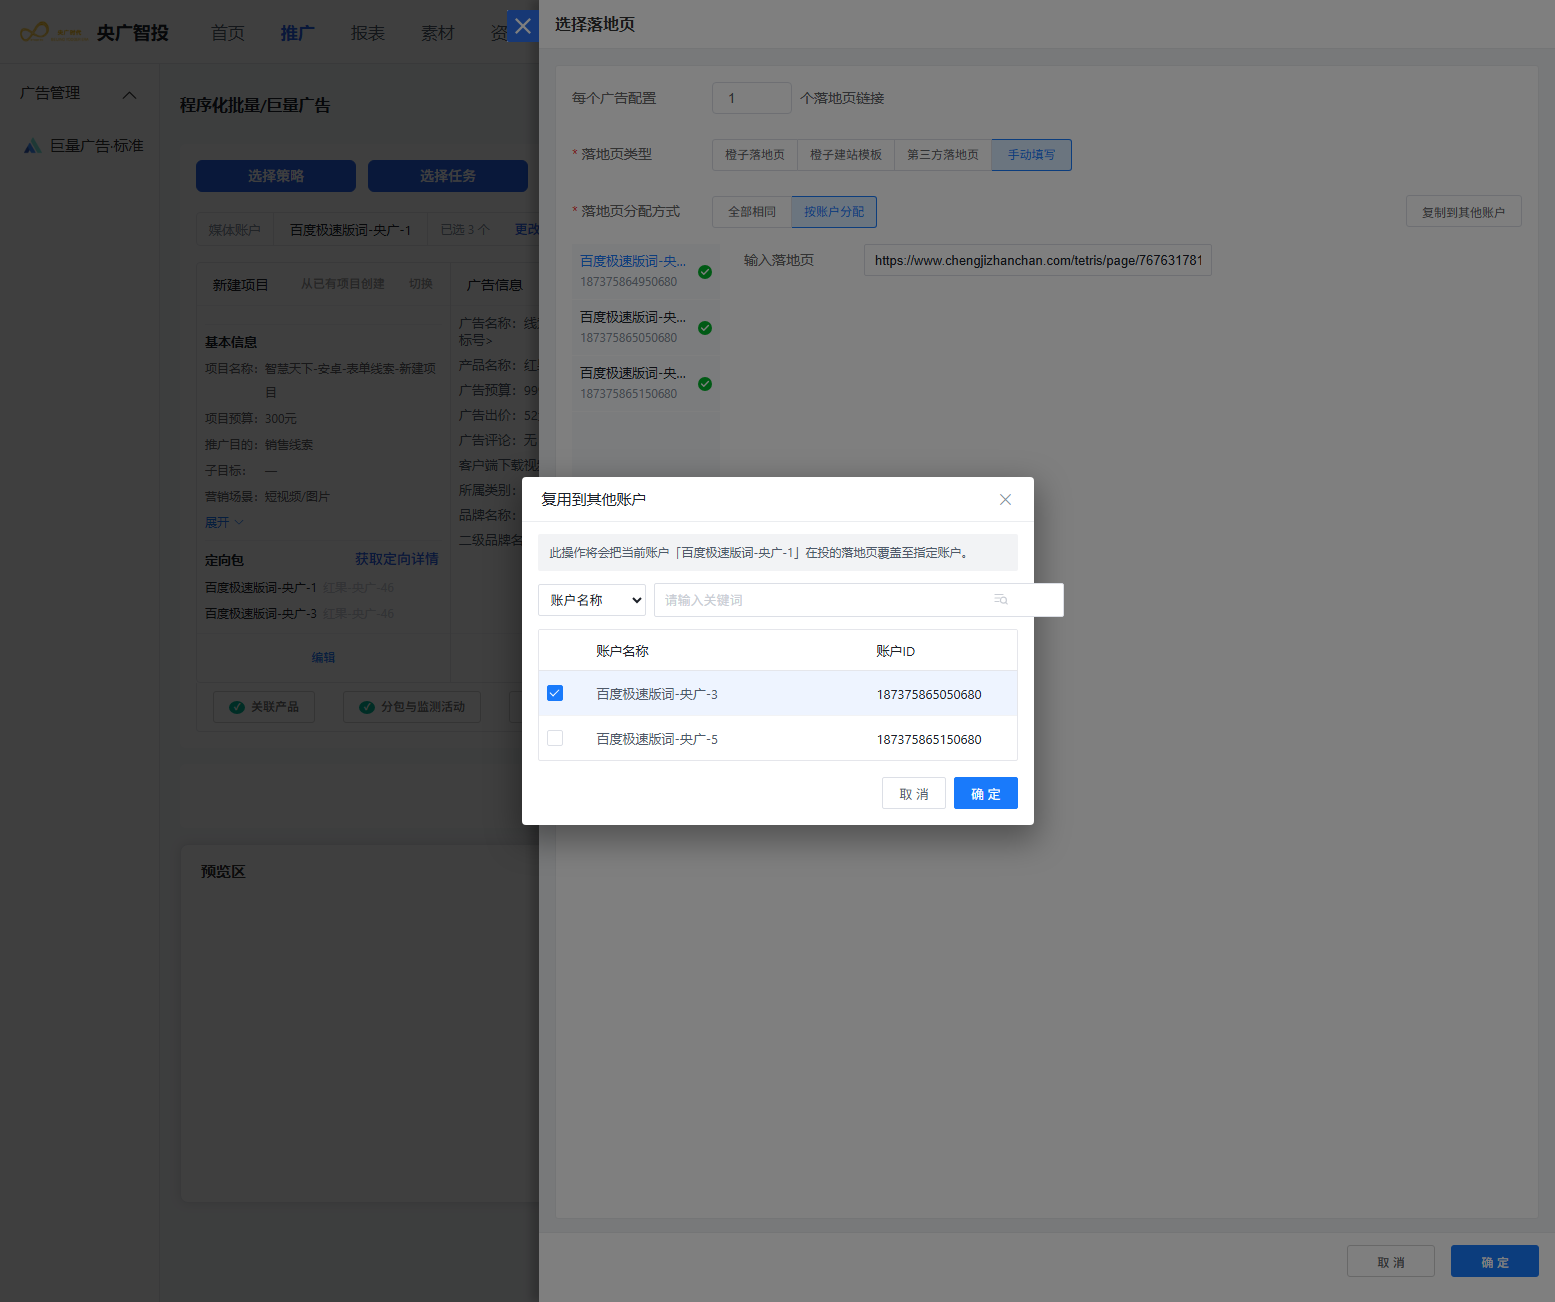 央广智投
首页
推广
报表
素材
资
选择落地页
广告管理
巨量广告·标准
程序化批量/巨量广告
选择策略
选择任务
媒体账户
百度极速版词-央广-1
已选 3 个
更改
新建项目
从已有项目创建
切换
广告信息
基本信息
项目名称：智慧天下-安卓-表单线索-新建项
目
项目预算：300元
推广目的：销售线索
子目标：—
营销场景：短视频/图片
展开
定向包
获取定向详情
百度极速版词-央广-1 红果-央广-46
百度极速版词-央广-3 红果-央广-46
编辑
关联产品
分包与监测活动
广告名称：线
标号>
产品名称：红
广告预算：99
广告出价：52
广告评论：无
客户端下载视
所属类别：
品牌名称：
二级品牌名
预览区
每个广告配置
1
个落地页链接
* 落地页类型
橙子落地页
橙子建站模板
第三方落地页
手动填写
* 落地页分配方式
全部相同
按账户分配
复制到其他账户
百度极速版词-央...
187375864950680
百度极速版词-央...
187375865050680
百度极速版词-央...
187375865150680
输入落地页
https://www.chengjizhanchan.com/tetris/page/767631781
复用到其他账户
此操作将会把当前账户「百度极速版词-央广-1」在投的落地页覆盖至指定账户。
账户名称
请输入关键词
账户名称
账户ID
百度极速版词-央广-3
187375865050680
百度极速版词-央广-5
187375865150680
取 消
确 定
取 消
确 定